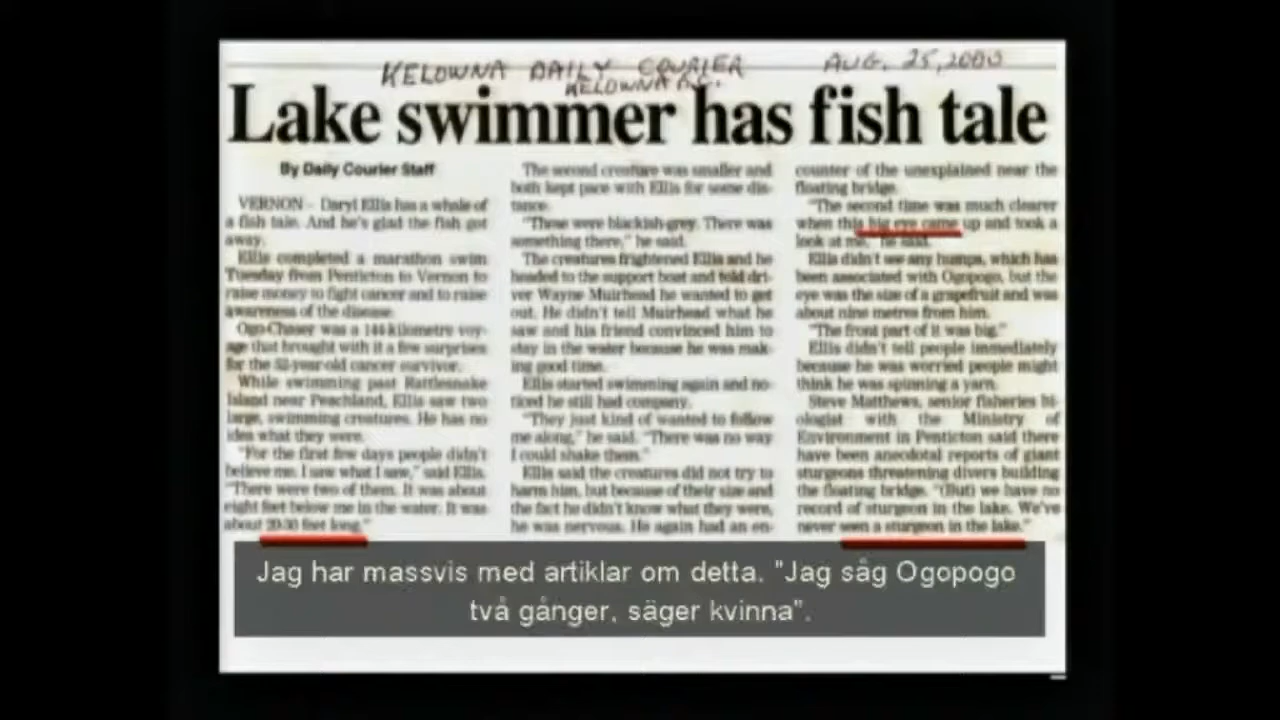 KELOWNA DAILY COURIER AUG. 25, 2000
KELOWNA B.C.
Lake swimmer has fish tale
By Daily Courier Staff
VERNON – Daryl Ellis has a whale of
a fish tale. And he's glad the fish got
away.
Ellis completed a marathon swim
Tuesday from Penticton to Vernon to
raise money to fight cancer and to raise
awareness of the disease.
Ogo-Chaser was a 144-kilometre voy-
age that brought with it a few surprises
for the -year-old cancer survivor.
While swimming past Rattlesnake
Island near Peachland, Ellis saw two
large, swimming creatures. He has no
idea what they were.
"For the first few days people didn't
believe me. I saw what I saw," said Ellis.
"There were two of them. It was about
eight feet below me in the water. It was
about 20-30 feet long."
The second creature was smaller and
both kept pace with Ellis for some dis-
tance.
"These were blackish-grey. There was
something there," he said.
The creatures frightened Ellis and he
headed to the support boat and told dri-
ver Wayne Muirhead he wanted to get
out. He didn't tell Muirhead what he
saw and his friend convinced him to
stay in the water because he was mak-
ing good time.
Ellis started swimming again and no-
ticed he still had company.
"They just kind of wanted to follow
me along," he said. "There was no way
I could shake them."
Ellis said the creatures did not try to
harm him, but because of their size and
the fact he didn't know what they were,
he was nervous. He again had an en-
counter of the unexplained near the
floating bridge.
"The second time was much clearer
when this big eye came up and took a
look at me," he said.
Ellis didn't see any humps, which has
been associated with Ogopogo, but the
eye was the size of a grapefruit and was
about nine metres from him.
"The front part of it was big."
Ellis didn't tell people immediately
because he was worried people might
think he was spinning a yarn.
Steve Matthews, senior fisheries bi-
ologist with the Ministry of
Environment in Penticton said there
have been anecdotal reports of giant
sturgeons threatening divers building
the floating bridge. "(But) we have no
record of sturgeon in the lake. We've
never seen a sturgeon in the lake."
Jag har massvis med artiklar om detta. "Jag såg Ogopogo
två gånger, säger kvinna".